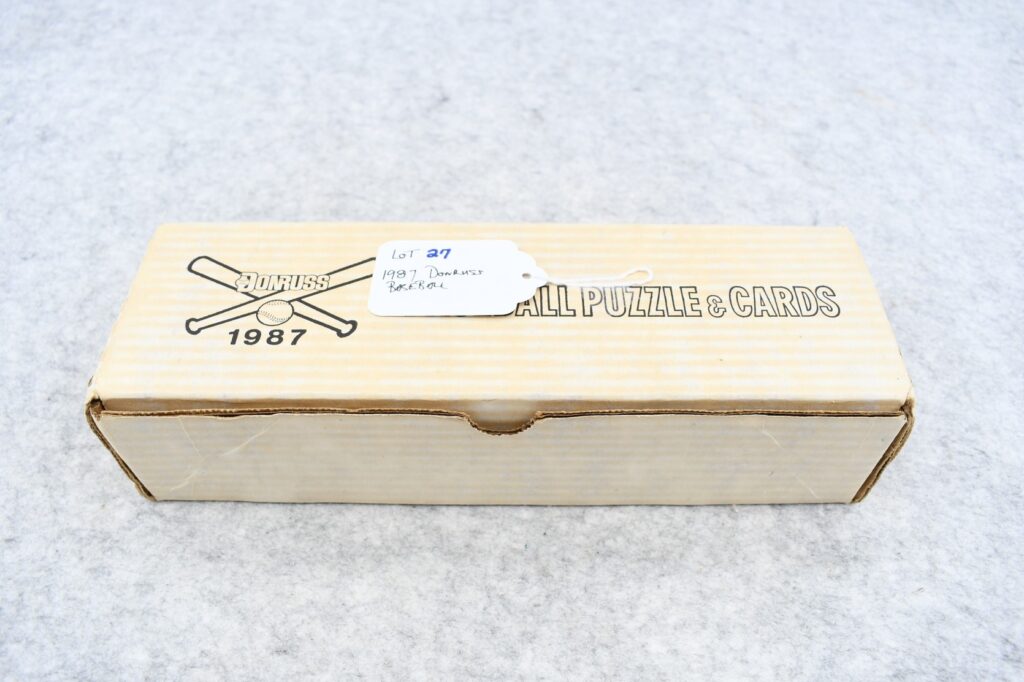 DONRUSS
1987
LOT 27
1987 DONRUSS
BASEBALL
ALL PUZZLE & CARDS